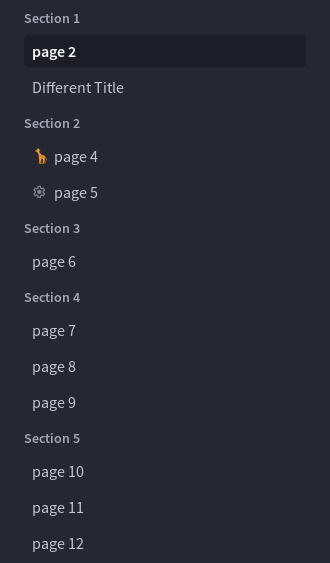 Section 1
page 2
Different Title
Section 2
page 4
page 5
Section 3
page 6
Section 4
page 7
page 8
page 9
Section 5
page 10
page 11
page 12